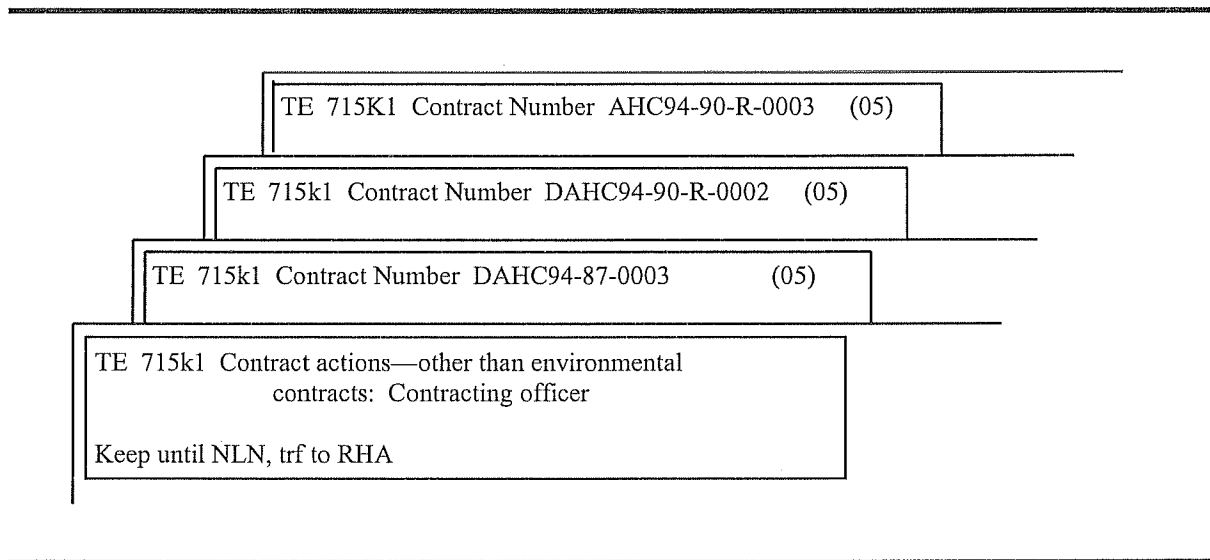 TE 715K1 Contract Number AHC94-90-R-0003 (05)
TE 715k1 Contract Number DAHC94-90-R-0002 (05)
TE 715k1 Contract Number DAHC94-87-0003 (05)
TE 715k1 Contract actions—other than environmental
contracts: Contracting officer
Keep until NLN, trf to RHA